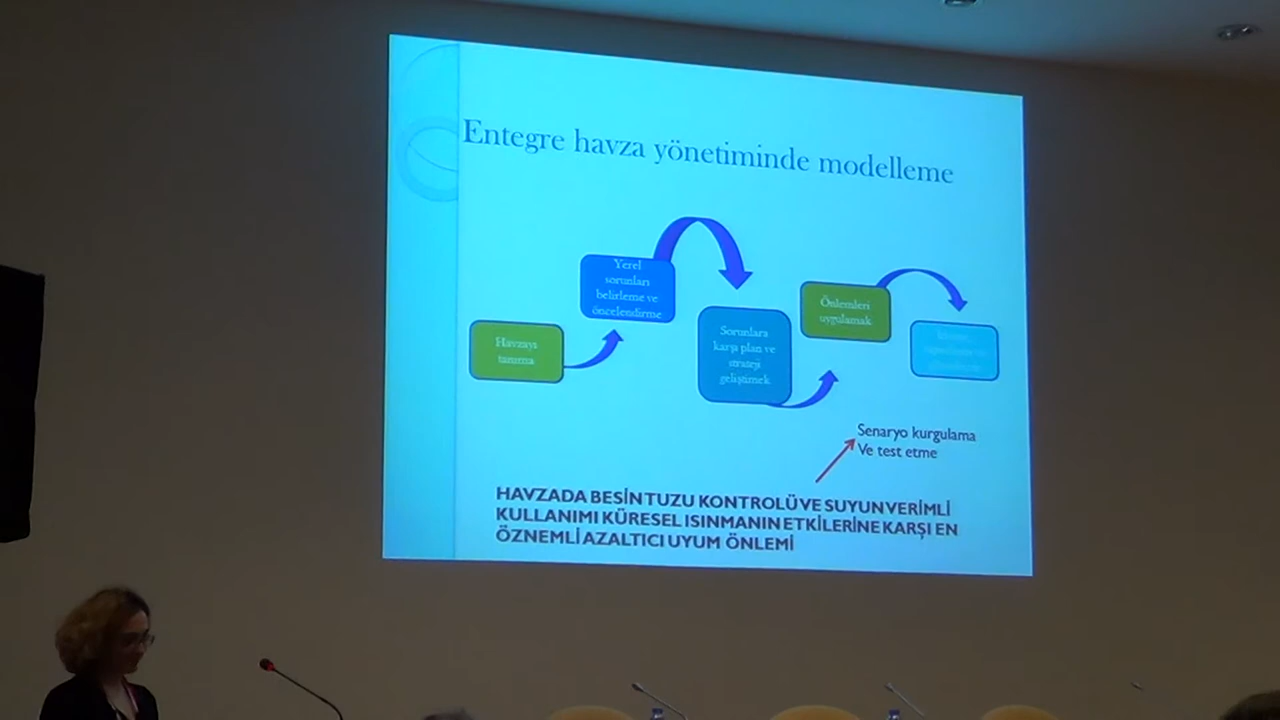 Entegre havza yönetiminde modelleme
Havzayı
tanıma
Yerel
sorunları
belirleme ve
öncelendirme
Sorunlara
karşı plan ve
strateji
geliştirmek
Önlemleri
uygulamak
Senaryo kurgulama
Ve test etme
HAVZADA BESİN TUZU KONTROLÜ VE SUYUN VERİMLİ
KULLANIMI KÜRESEL ISINMANIN ETKİLERİNE KARŞI EN
ÖZNEMLİ AZALTICI UYUM ÖNLEMİ